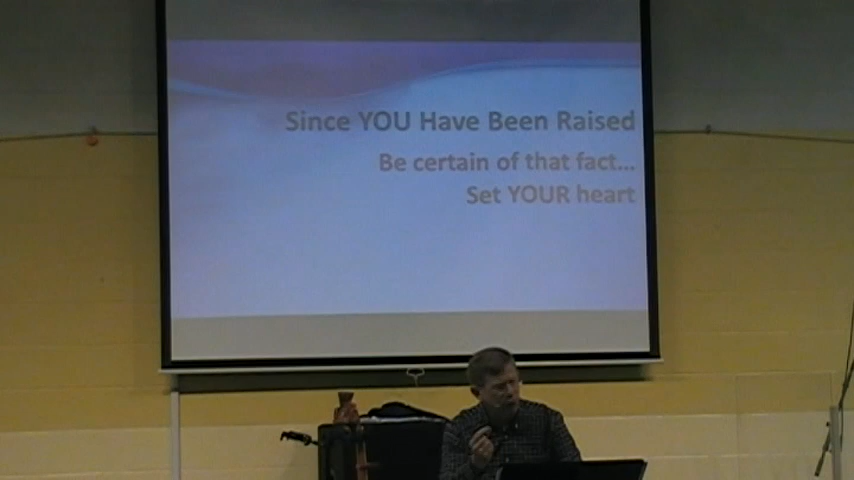 Since YOU Have Been Raised
Be certain of that fact...
Set YOUR heart